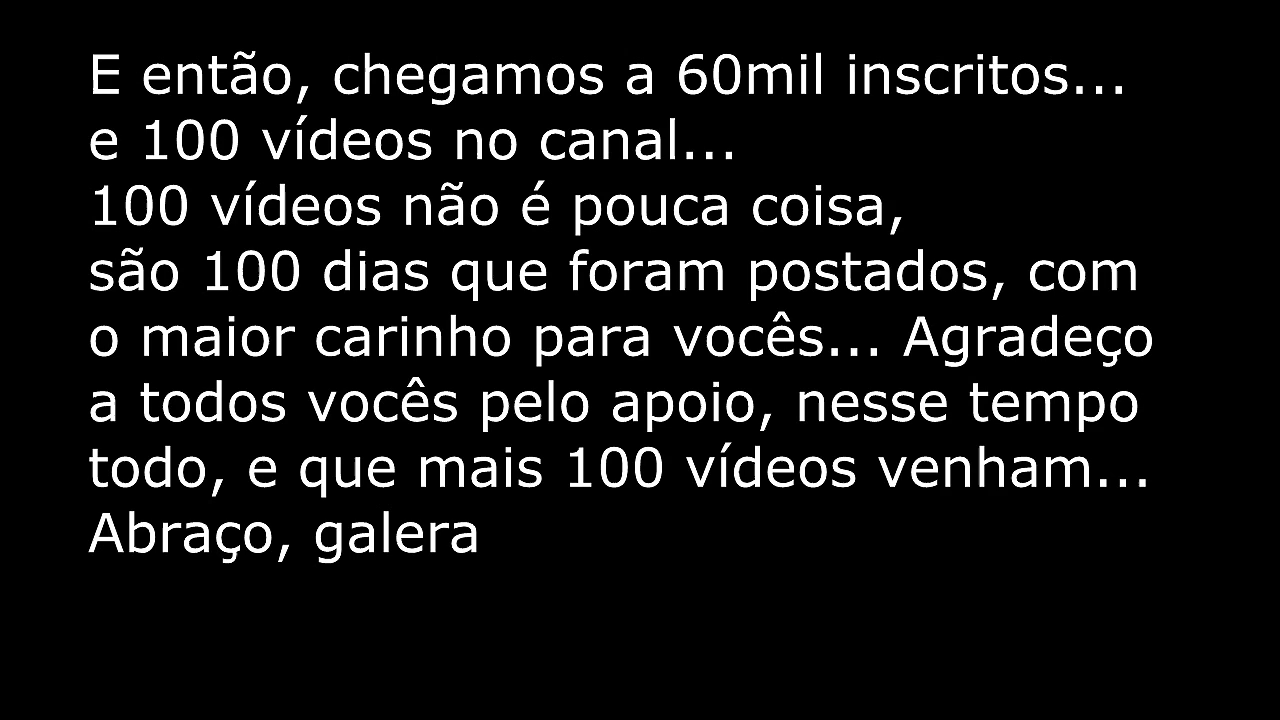 E então, chegamos a 60mil inscritos...
e 100 vídeos no canal...
100 vídeos não é pouca coisa,
são 100 dias que foram postados, com
o maior carinho para vocês... Agradeço
a todos vocês pelo apoio, nesse tempo
todo, e que mais 100 vídeos venham...
Abraço, galera